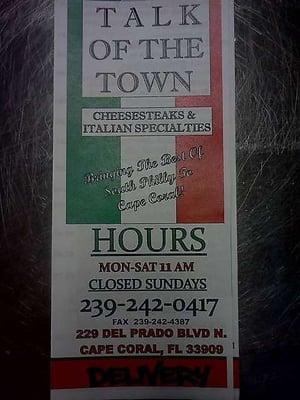 TALK
OF THE
TOWN
CHEESESTEAKS &
ITALIAN SPECIALTIES
Bringing The Best Of
South Philly To
Cape Coral!
HOURS
MON-SAT 11 AM
CLOSED SUNDAYS
239-242-0417
FAX 239-242-4387
229 DEL PRADO BLVD N.
CAPE CORAL, FL 33909
DELIVERY